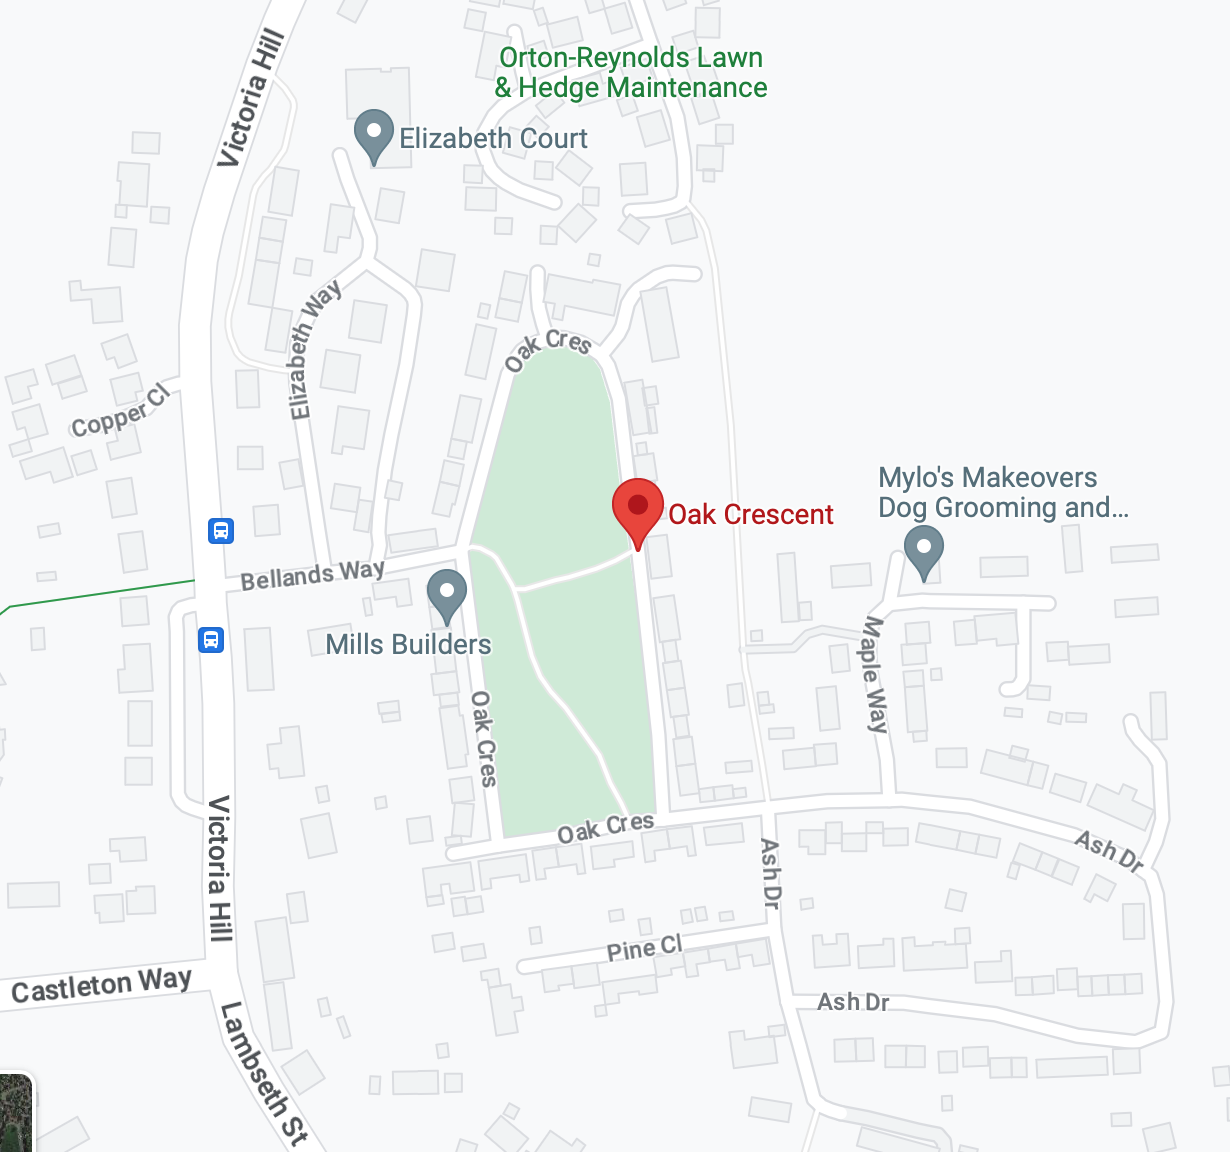 Victoria Hill
Orton-Reynolds Lawn
& Hedge Maintenance
Elizabeth Court
Elizabeth Way
Oak Cres
Copper Cl
Mylo's Makeovers
Dog Grooming and...
Oak Crescent
Bellands Way
Mills Builders
Maple Way
Oak Cres
Oak Cres
Victoria Hill
Ash Dr
Ash Dr
Pine Cl
Castleton Way
Ash Dr
Lambseth St